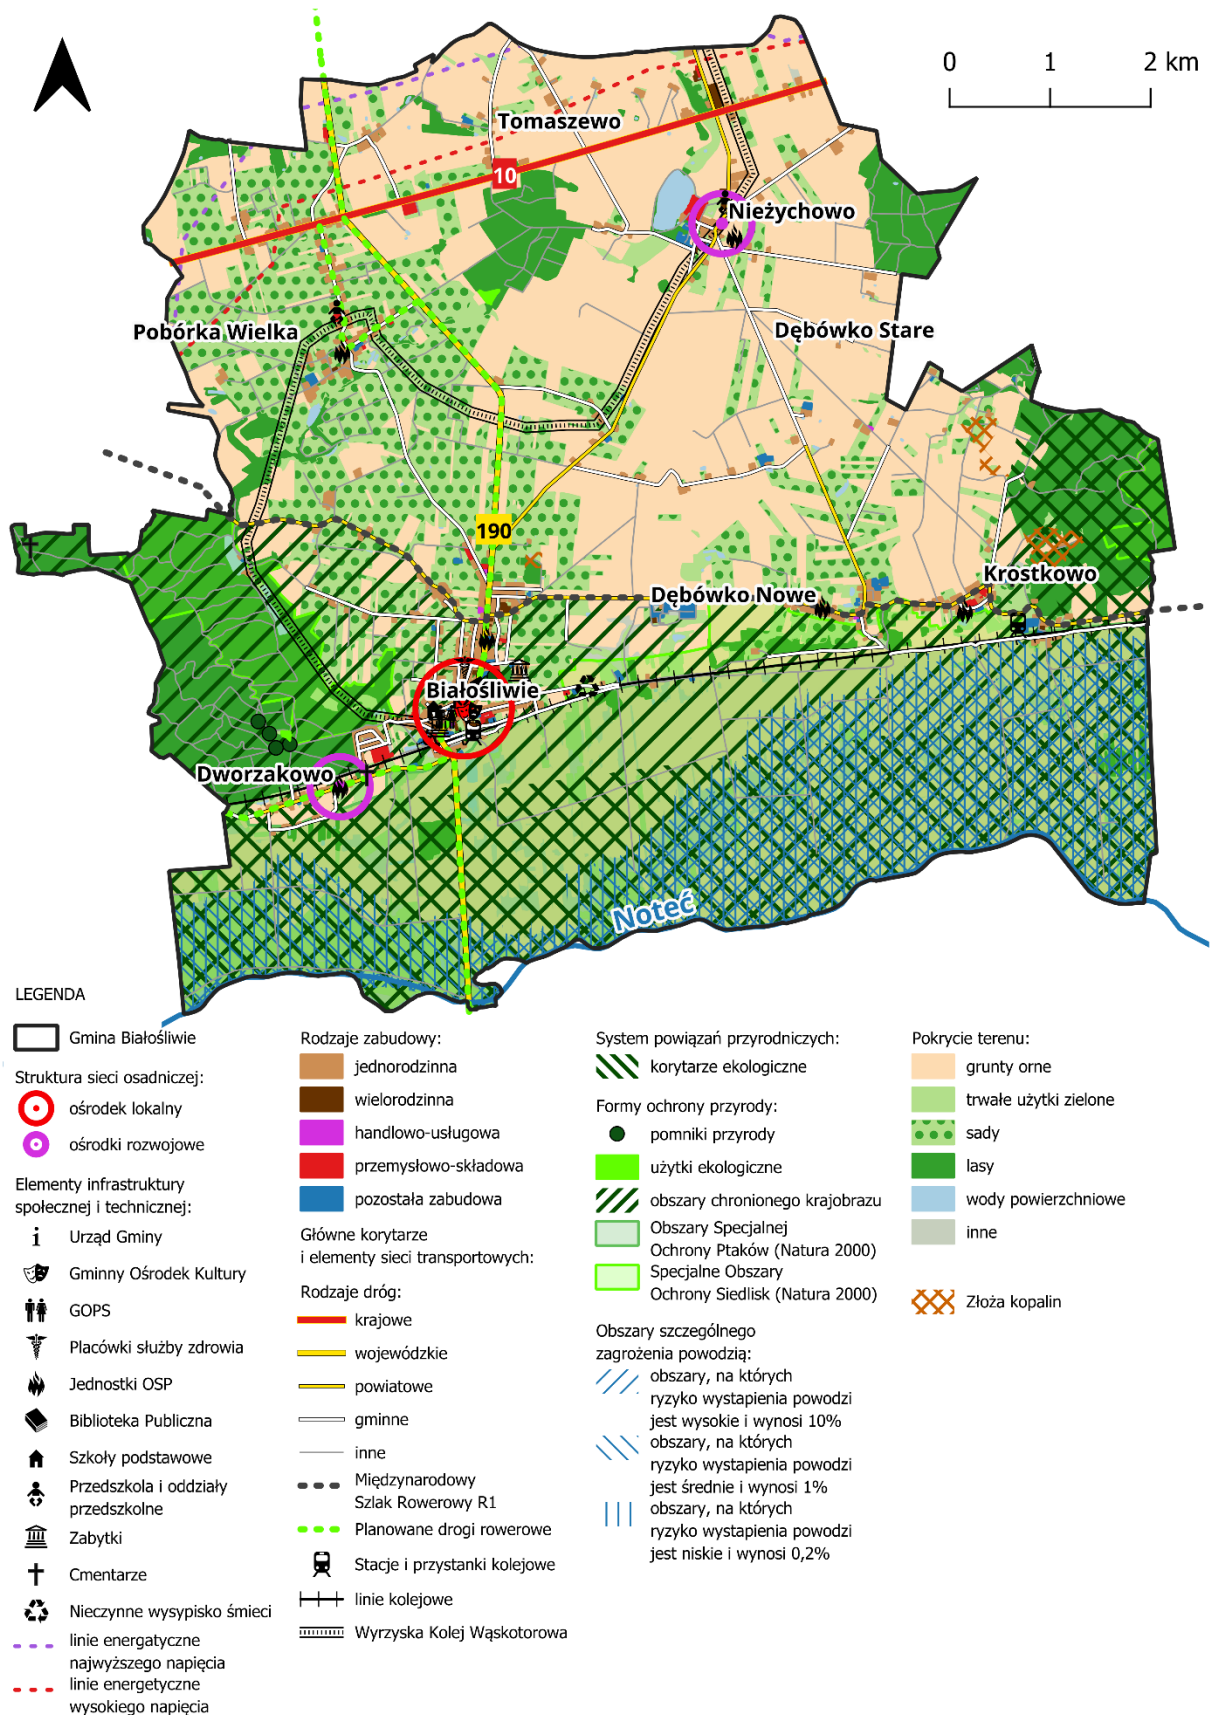 0 1 2 km
Tomaszewo
10
Nieżychowo
Pobórka Wielka
Dębówko Stare
190
Krostkowo
Dębówko Nowe
Białośliwie
Dworzakowo
Noteć
LEGENDA
Gmina Białośliwie
Struktura sieci osadniczej:
ośrodek lokalny
ośrodki rozwojowe
Elementy infrastruktury
społecznej i technicznej:
Urząd Gminy
Gminny Ośrodek Kultury
GOPS
Placówki służby zdrowia
Jednostki OSP
Biblioteka Publiczna
Szkoły podstawowe
Przedszkola i oddziały
przedszkolne
Zabytki
Cmentarze
Nieczynne wysypisko śmieci
linie energatyczne
najwyższego napięcia
linie energetyczne
wysokiego napięcia
Rodzaje zabudowy:
jednorodzinna
wielorodzinna
handlowo-usługowa
przemysłowo-składowa
pozostała zabudowa
Główne korytarze
i elementy sieci transportowych:
Rodzaje dróg:
krajowe
wojewódzkie
powiatowe
gminne
inne
Międzynarodowy
Szlak Rowerowy R1
Planowane drogi rowerowe
Stacje i przystanki kolejowe
linie kolejowe
Wyrzyska Kolej Wąskotorowa
System powiązań przyrodniczych:
korytarze ekologiczne
Formy ochrony przyrody:
pomniki przyrody
użytki ekologiczne
obszary chronionego krajobrazu
Obszary Specjalnej
Ochrony Ptaków (Natura 2000)
Specjalne Obszary
Ochrony Siedlisk (Natura 2000)
Obszary szczególnego
zagrożenia powodzią:
obszary, na których
ryzyko wystapienia powodzi
jest wysokie i wynosi 10%
obszary, na których
ryzyko wystapienia powodzi
jest średnie i wynosi 1%
obszary, na których
ryzyko wystapienia powodzi
jest niskie i wynosi 0,2%
Pokrycie terenu:
grunty orne
trwałe użytki zielone
sady
lasy
wody powierzchniowe
inne
Złoża kopalin